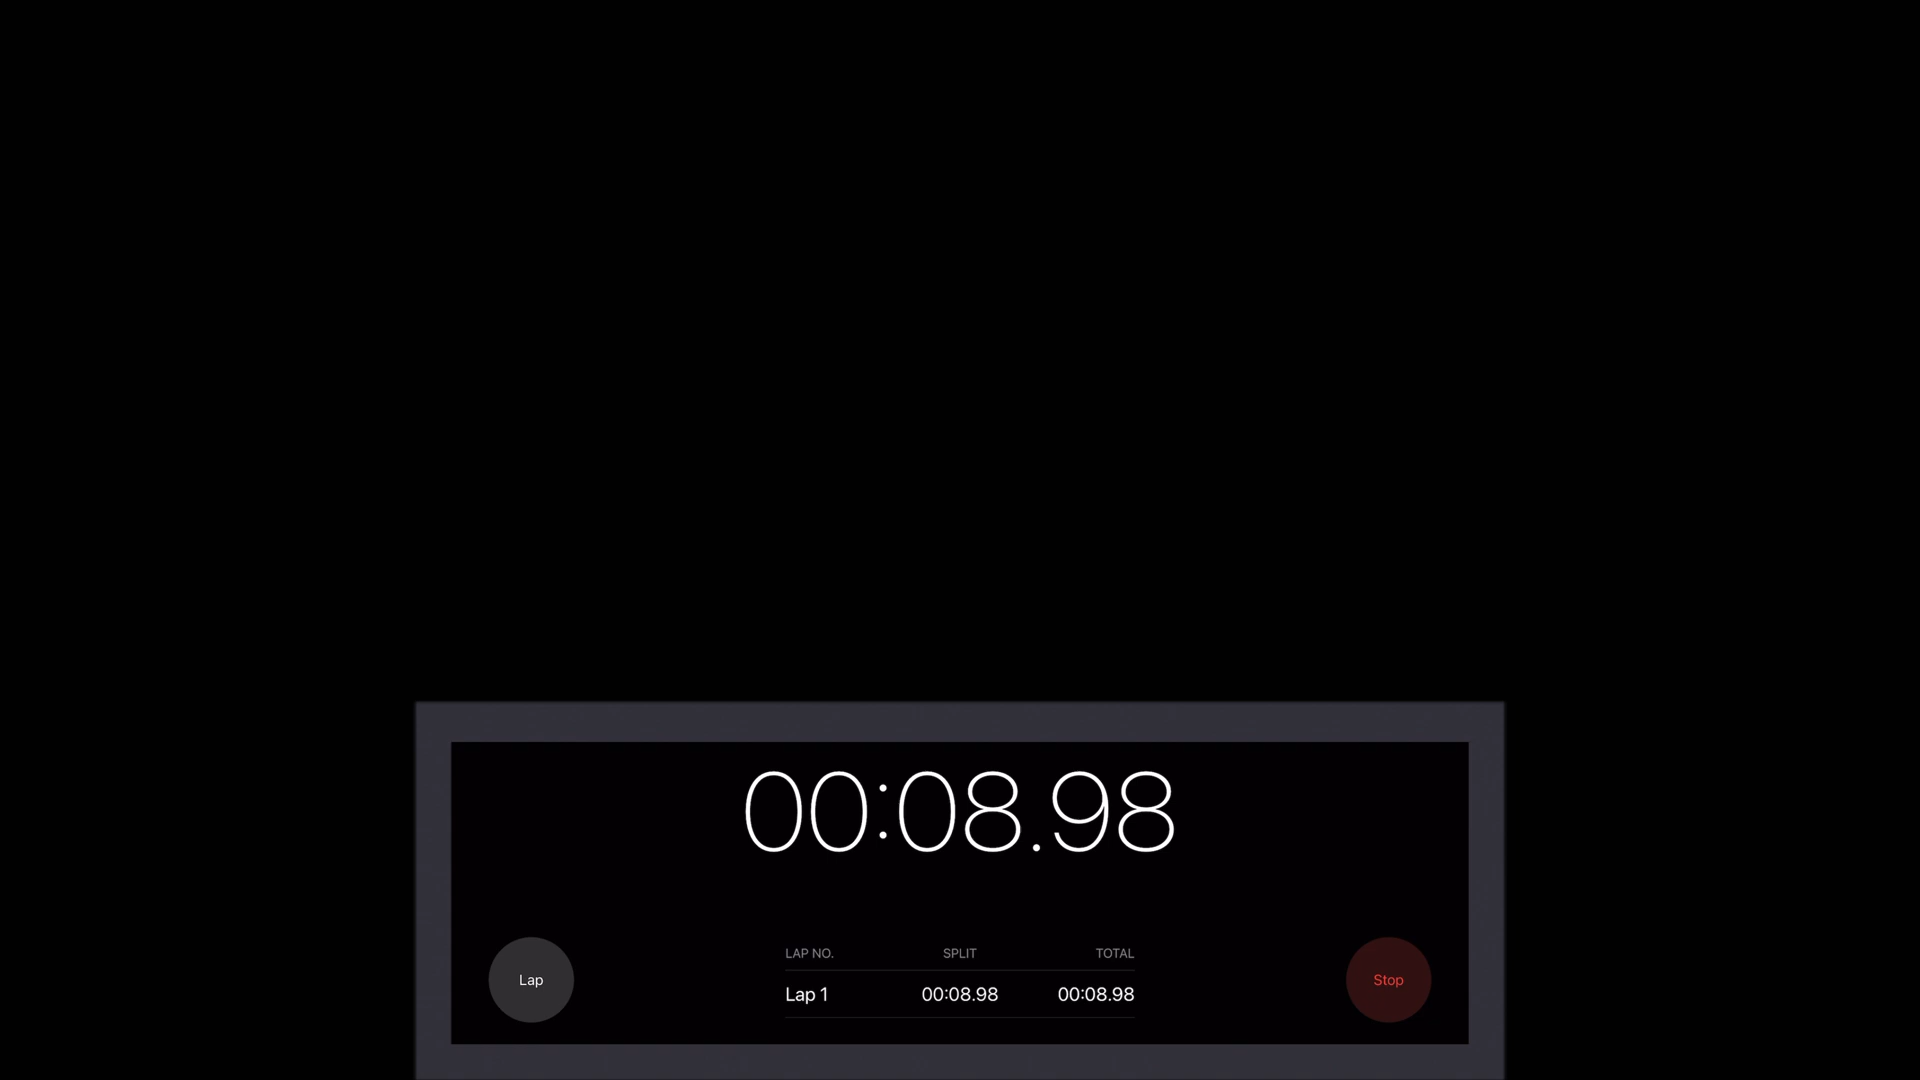 00:08.98
LAP NO. SPLIT TOTAL
Lap Lap 1 00:08.98 00:08.98 Stop